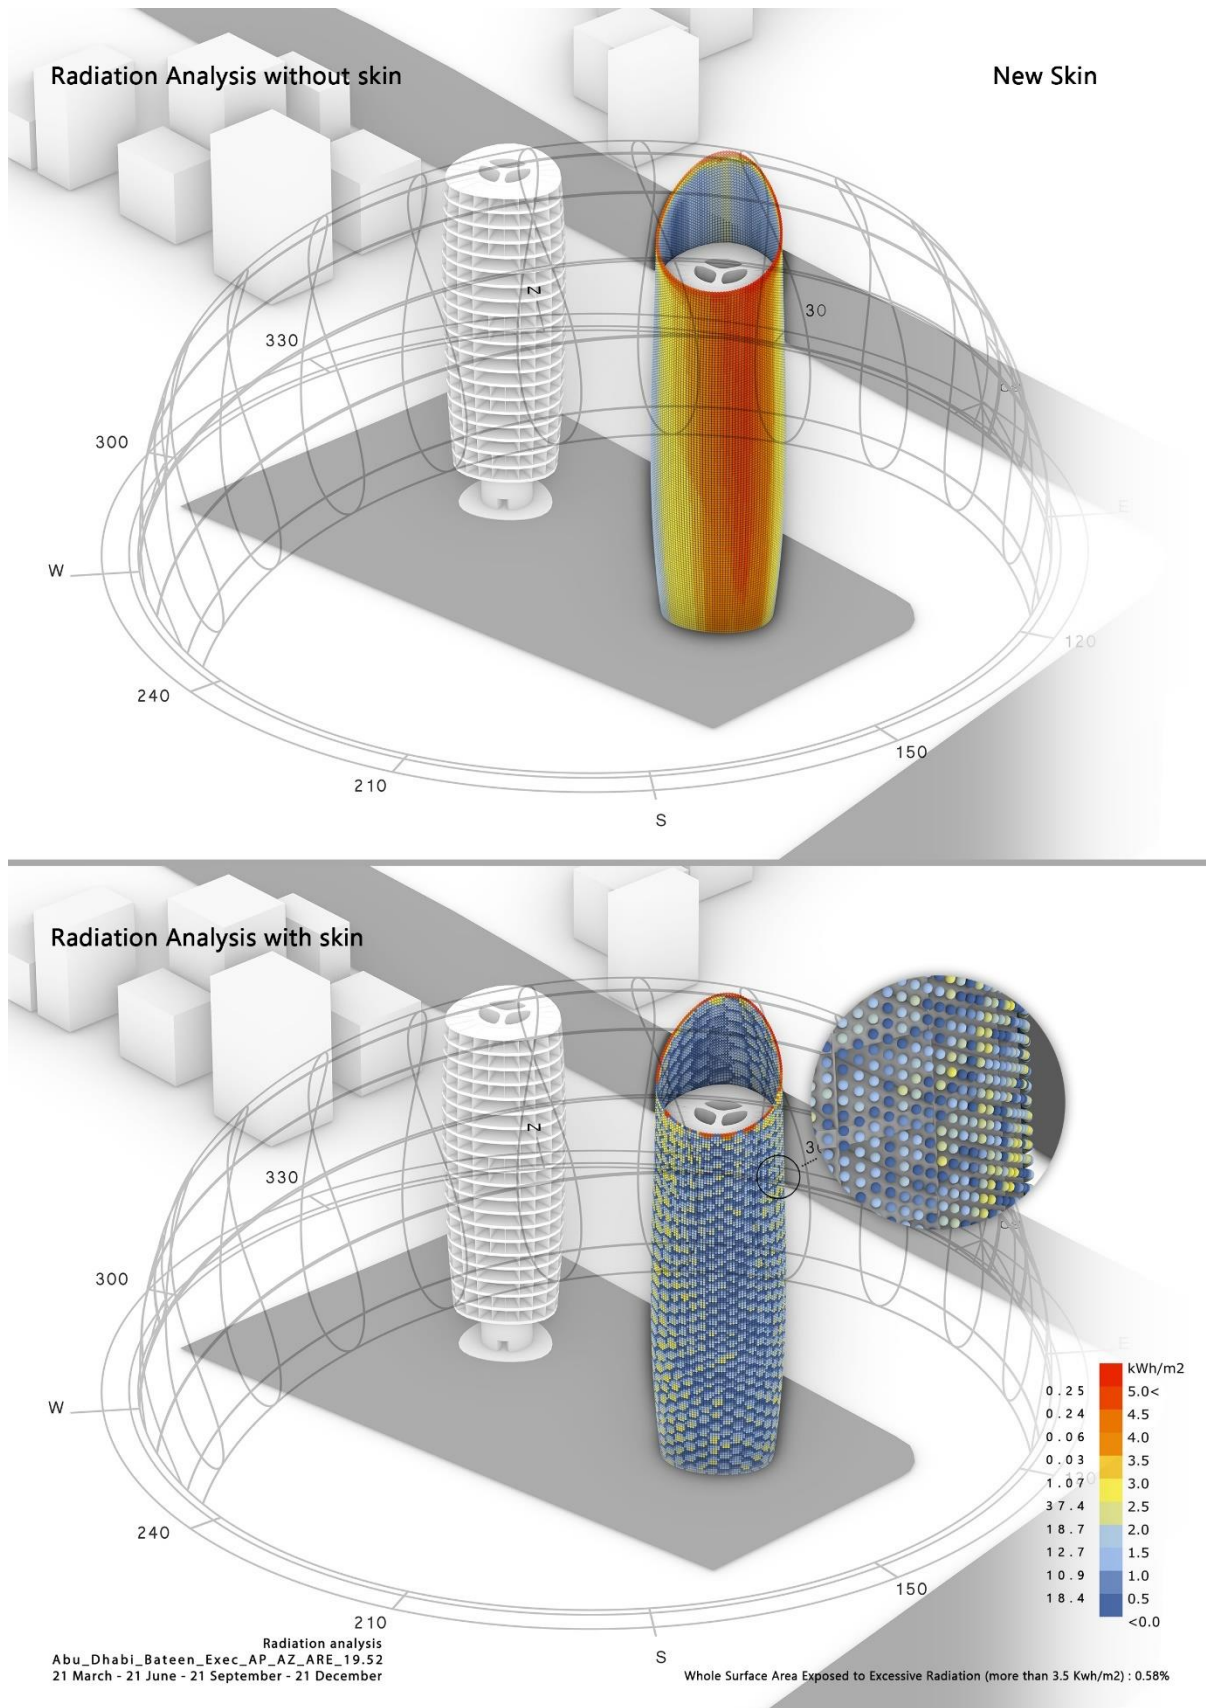 Radiation Analysis without skin
New Skin
Z
30
330
300
E
W
120
240
150
210
S
Radiation Analysis with skin
Z
330
300
E
W
kWh/m2
0.25 5.0<
0.24 4.5
0.06 4.0
0.03 3.5
1.07 3.0
37.4 2.5
18.7 2.0
12.7 1.5
10.9 1.0
18.4 0.5
<0.0
120
240
150
210
S
Radiation analysis
Abu_Dhabi_Bateen_Exec_AP_AZ_ARE_19.52
21 March - 21 June - 21 September - 21 December
Whole Surface Area Exposed to Excessive Radiation (more than 3.5 Kwh/m2) : 0.58%